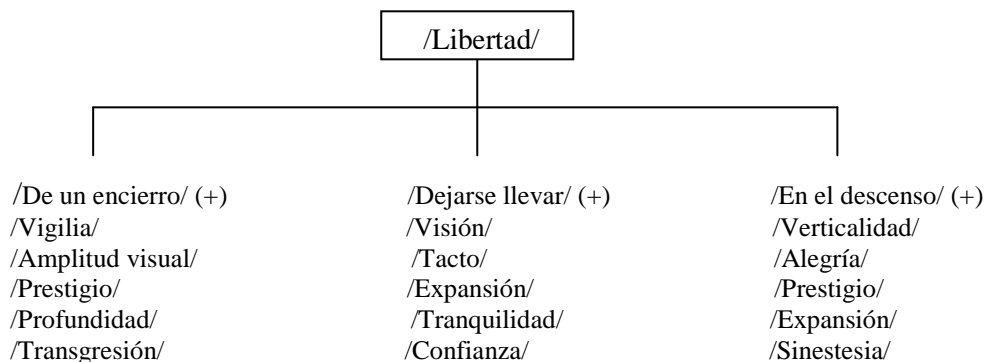 /Libertad/
/De un encierro/ (+)
/Vigilia/
/Amplitud visual/
/Prestigio/
/Profundidad/
/Transgresión/
/Dejarse llevar/ (+)
/Visión/
/Tacto/
/Expansión/
/Tranquilidad/
/Confianza/
/En el descenso/ (+)
/Verticalidad/
/Alegría/
/Prestigio/
/Expansión/
/Sinestesia/